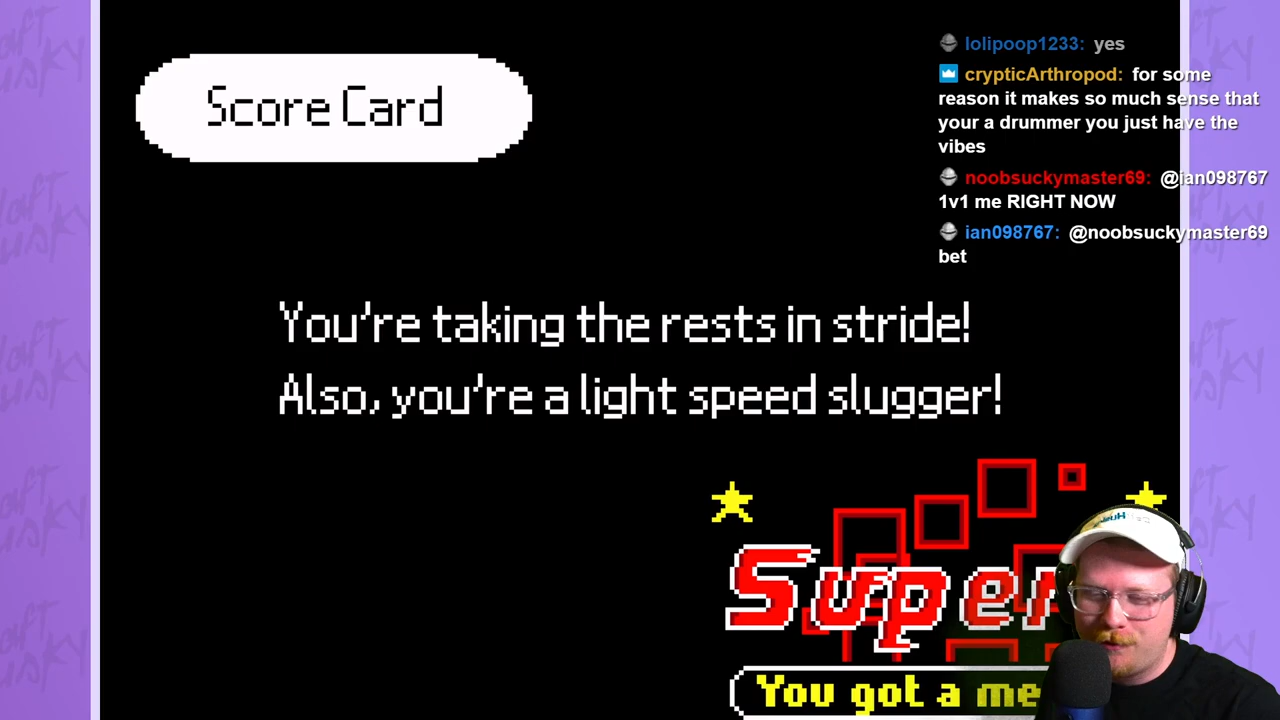 Score Card
You're taking the rests in stride!
Also, you're a light speed slugger!
Super
You got a me
lolipoop1233: yes
crypticArthropod: for some
reason it makes so much sense that
your a drummer you just have the
vibes
noobsuckymaster69: @ian098767
1v1 me RIGHT NOW
ian098767: @noobsuckymaster69
bet